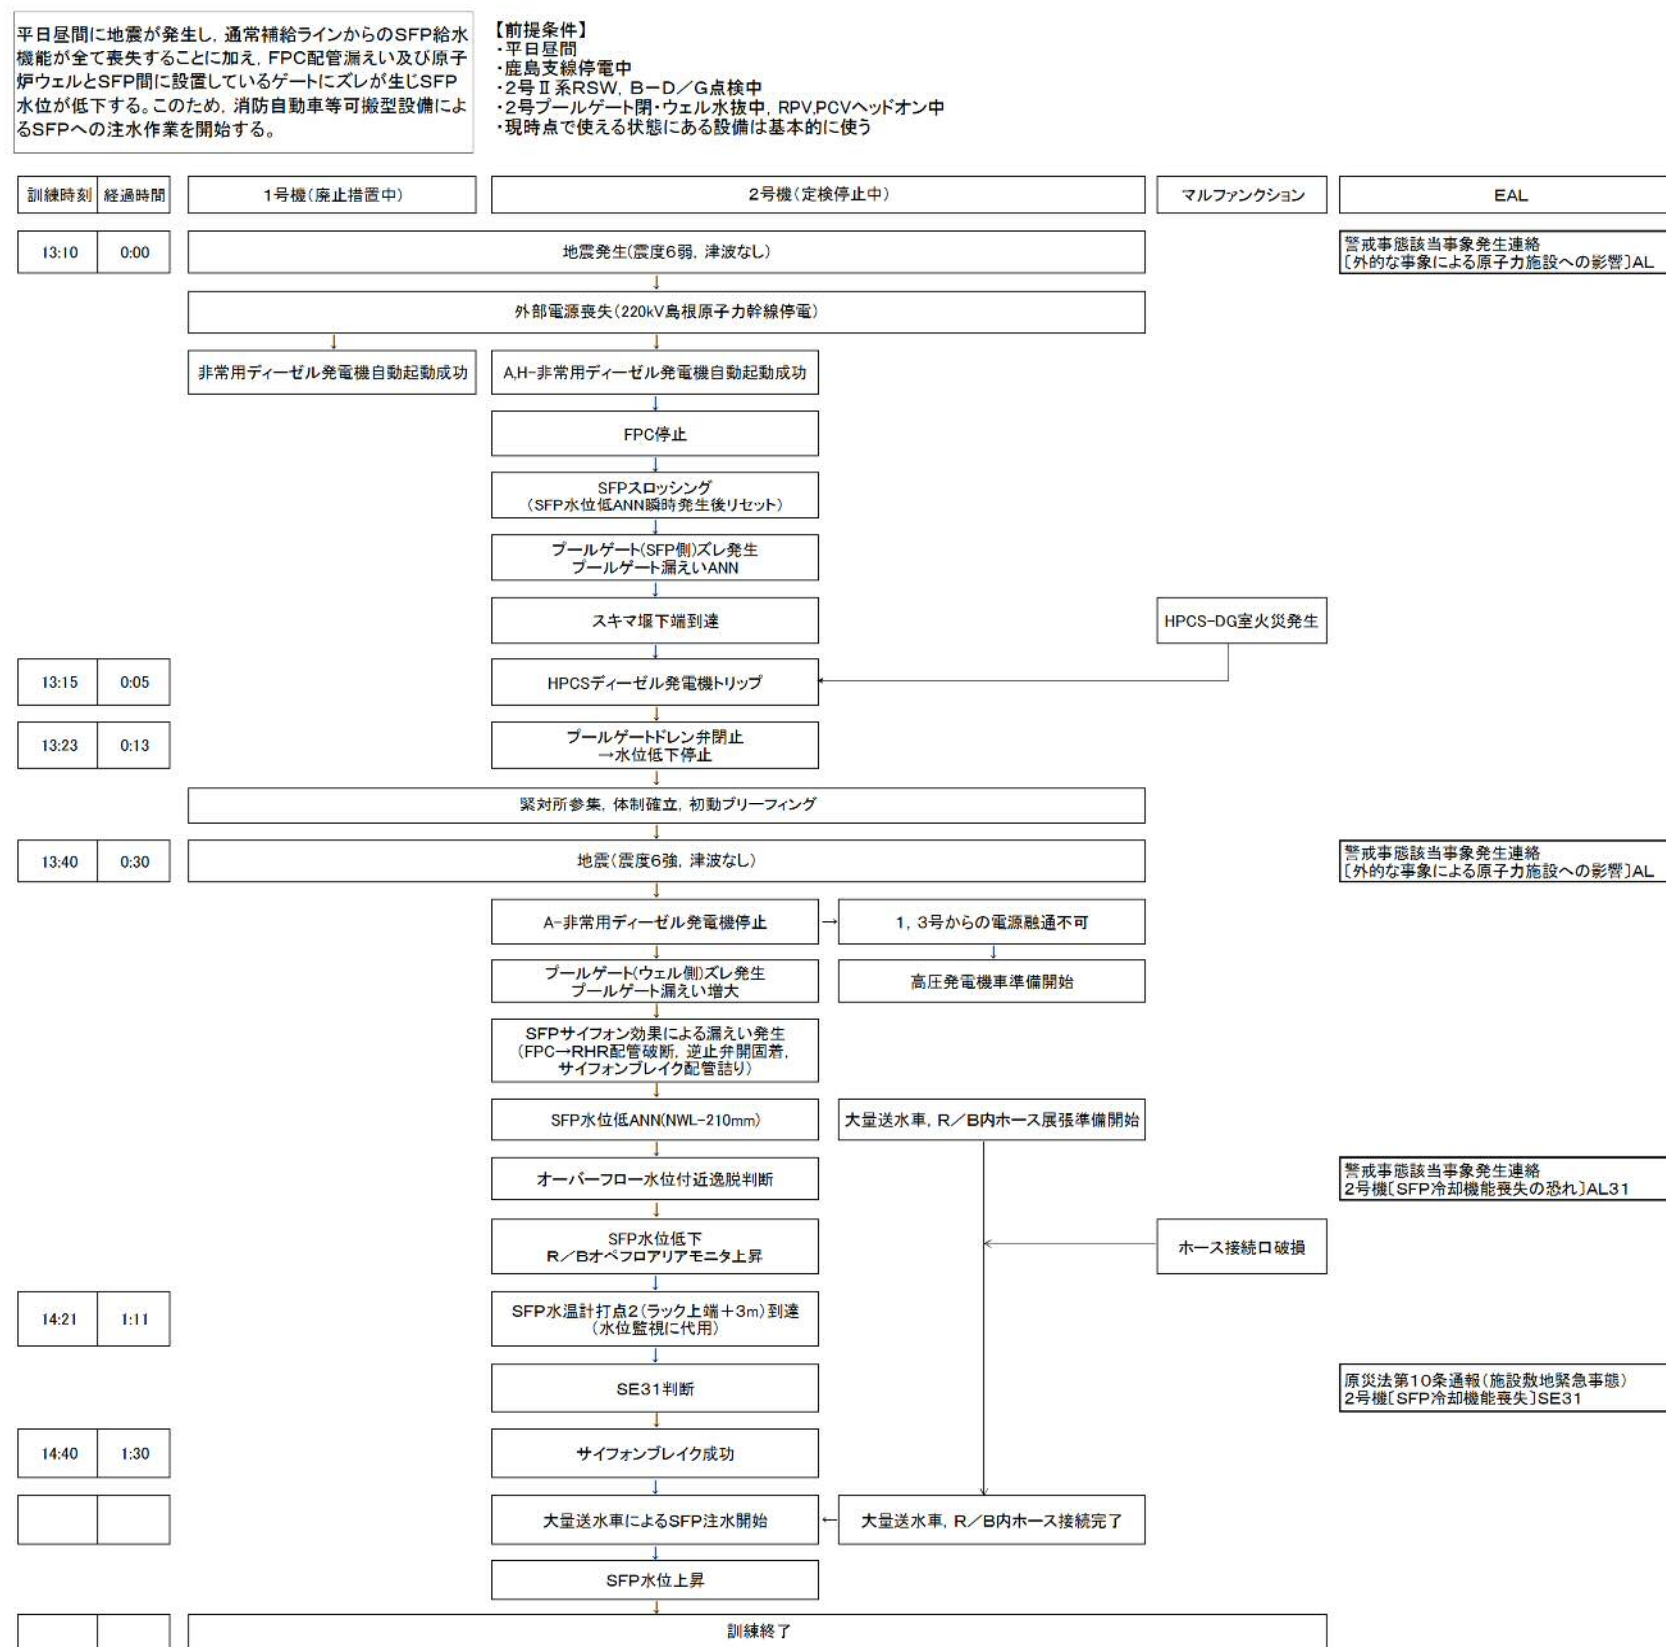 平日昼間に地震が発生し，通常補給ラインからのSFP給水
機能が全て喪失することに加え，FPC配管漏えい及び原子
炉ウェルとSFP間に設置しているゲートにズレが生じSFP
水位が低下する。このため，消防自動車等可搬型設備によ
るSFPへの注水作業を開始する。
【前提条件】
・平日昼間
・鹿島支線停電中
・2号Ⅱ系RSW，B－D／G点検中
・2号プールゲート閉・ウェル水抜中，RPV,PCVヘッドオン中
・現時点で使える状態にある設備は基本的に使う
訓練時刻 経過時間 1号機（廃止措置中） 2号機（定検停止中） マルファンクション EAL
13:10 0:00 地震発生（震度6弱，津波なし）
警戒事態該当事象発生連絡
〔外的な事象による原子力施設への影響〕AL
↓
外部電源喪失（220kV島根原子力幹線停電）
↓ ↓
非常用ディーゼル発電機自動起動成功 A,H-非常用ディーゼル発電機自動起動成功
↓
FPC停止
↓
SFPスロッシング
（SFP水位低ANN瞬時発生後リセット）
↓
プールゲート（SFP側）ズレ発生
プールゲート漏えいANN
↓
スキマ堰下端到達 HPCS-DG室火災発生
↓
13:15 0:05 HPCSディーゼル発電機トリップ
↓
13:23 0:13 プールゲートドレン弁閉止
→水位低下停止
↓
緊対所参集，体制確立，初動ブリーフィング
↓
13:40 0:30 地震（震度6強，津波なし）
警戒事態該当事象発生連絡
〔外的な事象による原子力施設への影響〕AL
↓
A-非常用ディーゼル発電機停止 → 1，3号からの電源融通不可
↓ ↓
プールゲート（ウェル側）ズレ発生
プールゲート漏えい増大
高圧発電機車準備開始
↓
SFPサイフォン効果による漏えい発生
（FPC→RHR配管破断，逆止弁開固着，
サイフォンブレイク配管詰り）
↓
SFP水位低ANN(NWL-210mm) 大量送水車，R／B内ホース展張準備開始
↓
オーバーフロー水位付近逸脱判断
警戒事態該当事象発生連絡
2号機〔SFP冷却機能喪失の恐れ〕AL31
↓
SFP水位低下
R／Bオペフロアリアモニタ上昇
ホース接続口破損
↓
14:21 1:11 SFP水温計打点2（ラック上端＋3m）到達
（水位監視に代用）
↓
SE31判断
原災法第10条通報（施設敷地緊急事態）
2号機〔SFP冷却機能喪失〕SE31
↓
14:40 1:30 サイフォンブレイク成功
↓
大量送水車によるSFP注水開始 ← 大量送水車，R／B内ホース接続完了
↓
SFP水位上昇
↓
訓練終了